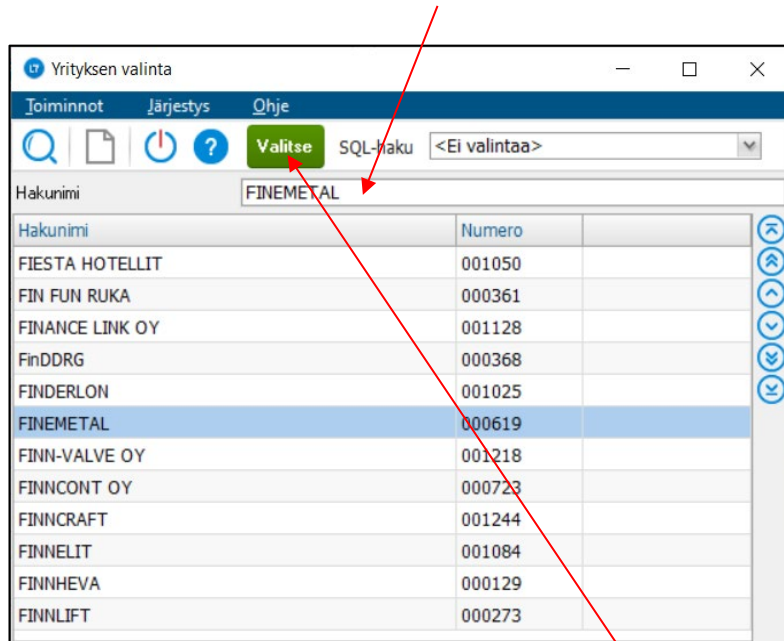 L7 Yrityksen valinta
Toiminnot Järjestys Ohje
? Valitse SQL-haku <Ei valintaa>
Hakunimi FINEMETAL
Hakunimi Numero
FIESTA HOTELLIT 001050
FIN FUN RUKA 000361
FINANCE LINK OY 001128
FinDDRG 000368
FINDERLON 001025
FINEMETAL 000619
FINN-VALVE OY 001218
FINNCONT OY 000723
FINNCRAFT 001244
FINNELIT 001084
FINNHEVA 000129
FINNLIFT 000273